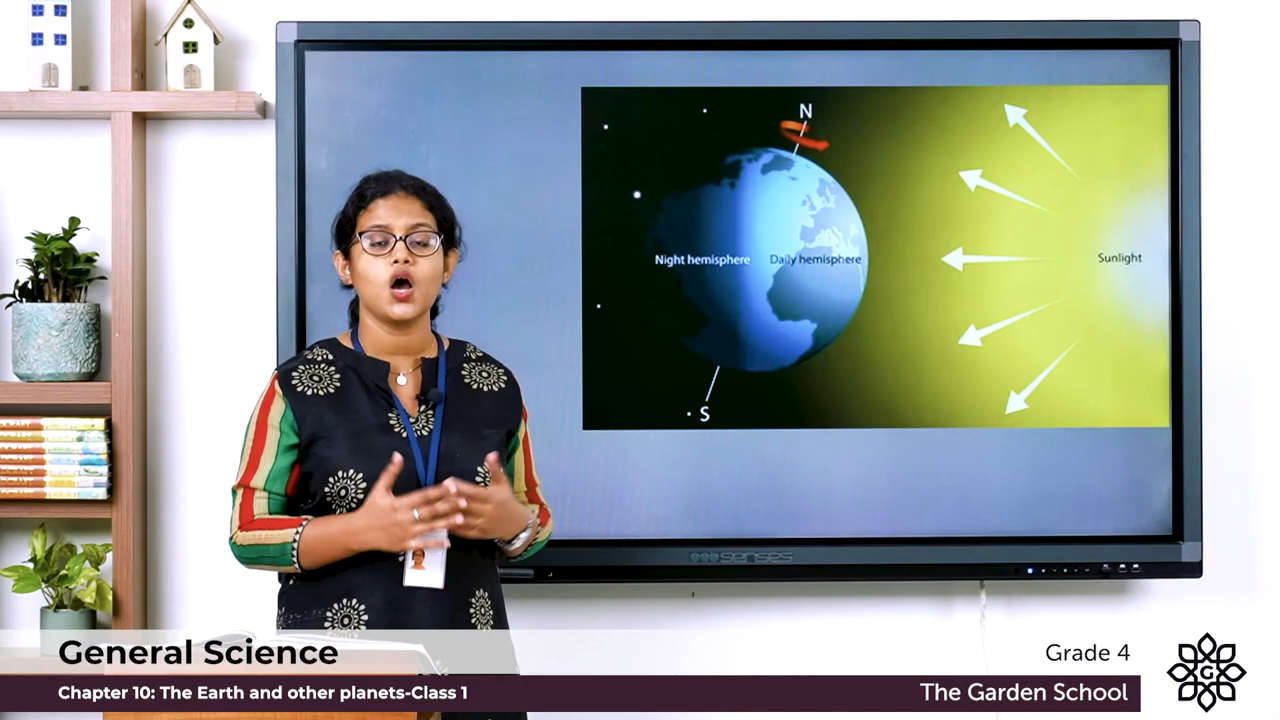 N
Night hemisphere
Daily hemisphere
Sunlight
S
senses
General Science
Grade 4
G
Chapter 10: The Earth and other planets-Class 1
The Garden School